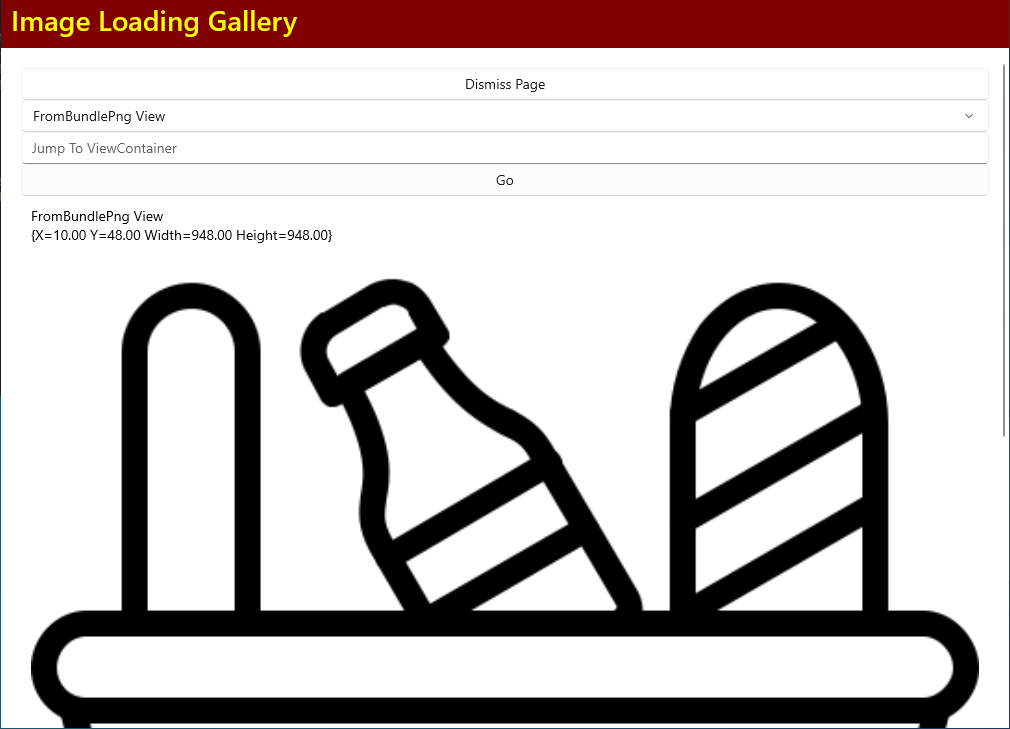 Image Loading Gallery
Dismiss Page
FromBundlePng View
Jump To ViewContainer
Go
FromBundlePng View
{X=10.00 Y=48.00 Width=948.00 Height=948.00}